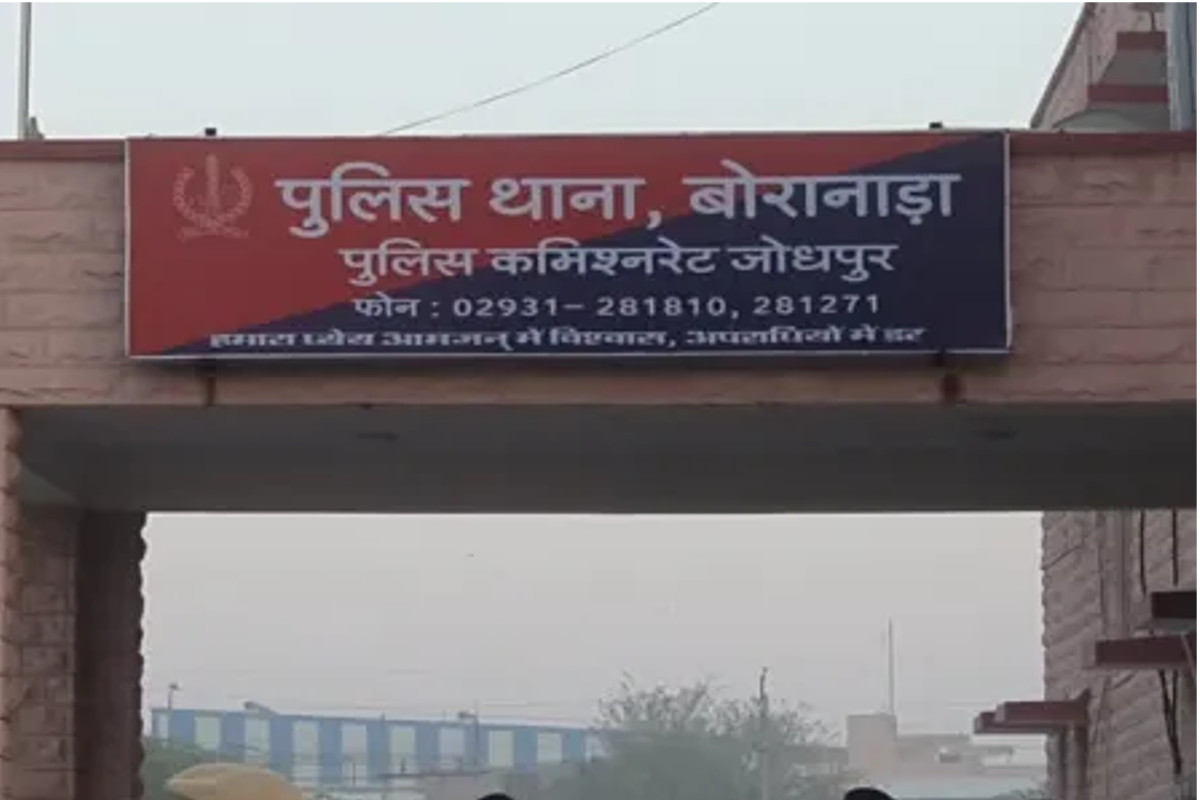 पुलिस थाना, बोरानाड़ा
पुलिस कमिश्नरेट जोधपुर
फोन : 02931- 281810, 281271
हमारा ध्येय आमजन् में विश्वास, अपराधियों में डर